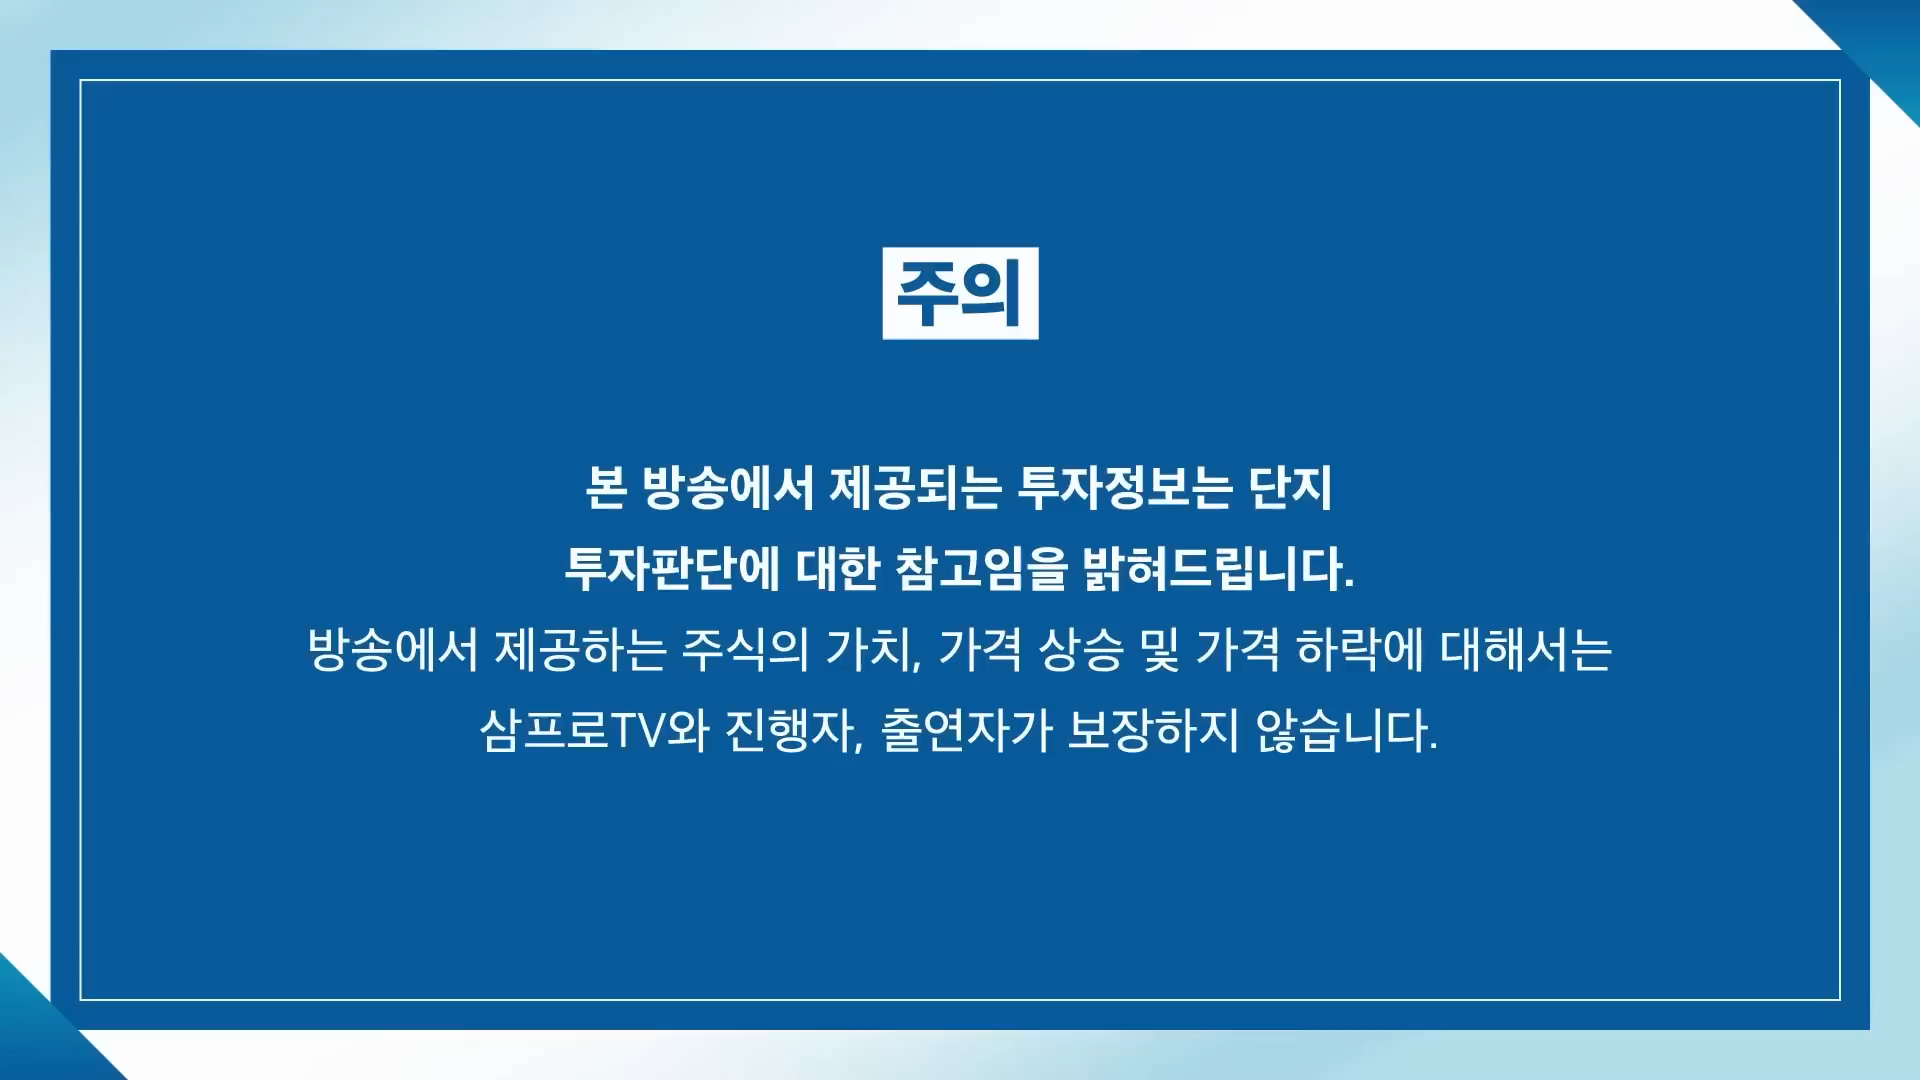 주의
본 방송에서 제공되는 투자정보는 단지
투자판단에 대한 참고임을 밝혀드립니다.
방송에서 제공하는 주식의 가치, 가격 상승 및 가격 하락에 대해서는
삼프로TV와 진행자, 출연자가 보장하지 않습니다.